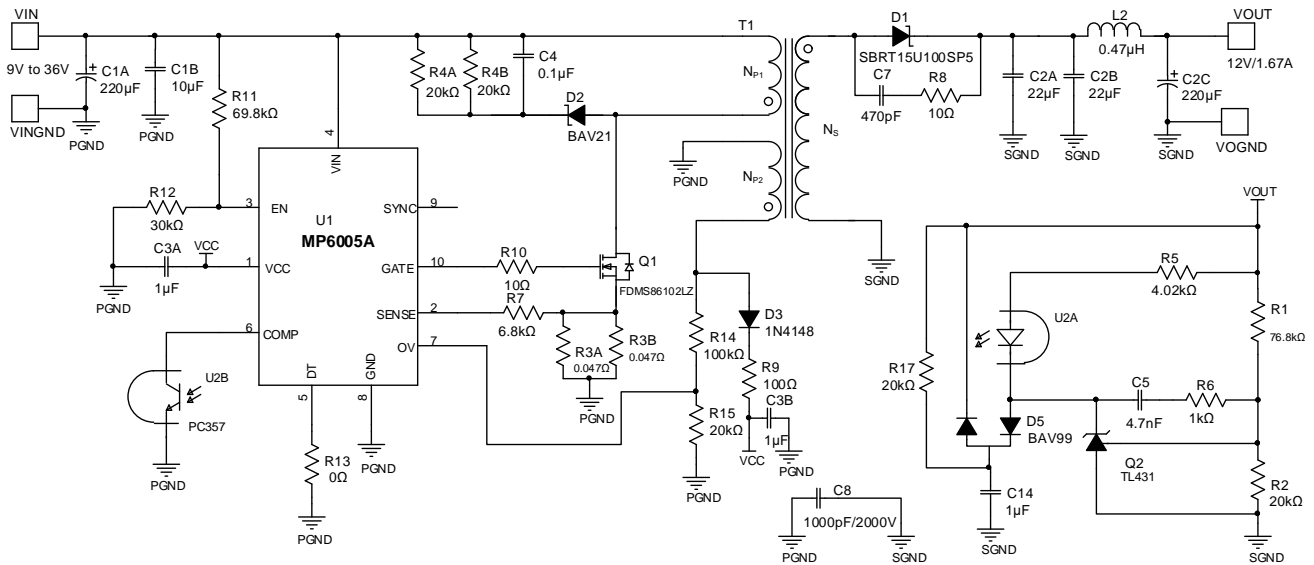 VIN
9V to 36V
VINGND
C1A
220µF
PGND
C1B
10µF
PGND
R11
69.8kΩ
R4A
20kΩ
R4B
20kΩ
C4
0.1µF
D2
BAV21
T1
NP1
NP2
NS
PGND
D1
SBRT15U100SP5
C7
470pF
R8
10Ω
C2A
22µF
SGND
C2B
22µF
SGND
L2
0.47µH
C2C
220µF
SGND
VOUT
12V/1.67A
VOGND
SGND
R12
30kΩ
C3A
1µF
VCC
PGND
4
VIN
3
EN
1
VCC
6
COMP
U1
MP6005A
SYNC
9
GATE
10
SENSE
2
OV
7
DT
5
GND
8
R10
10Ω
R7
6.8kΩ
Q1
FDMS86102LZ
R3A
0.047Ω
R3B
0.047Ω
PGND
U2B
PC357
PGND
R13
0Ω
PGND
PGND
R14
100kΩ
R15
20kΩ
PGND
D3
1N4148
R9
100Ω
C3B
1µF
VCC
PGND
C8
1000pF/2000V
PGND
SGND
VOUT
R5
4.02kΩ
U2A
R1
76.8kΩ
R17
20kΩ
C5
4.7nF
R6
1kΩ
D5
BAV99
Q2
TL431
R2
20kΩ
C14
1µF
SGND
SGND